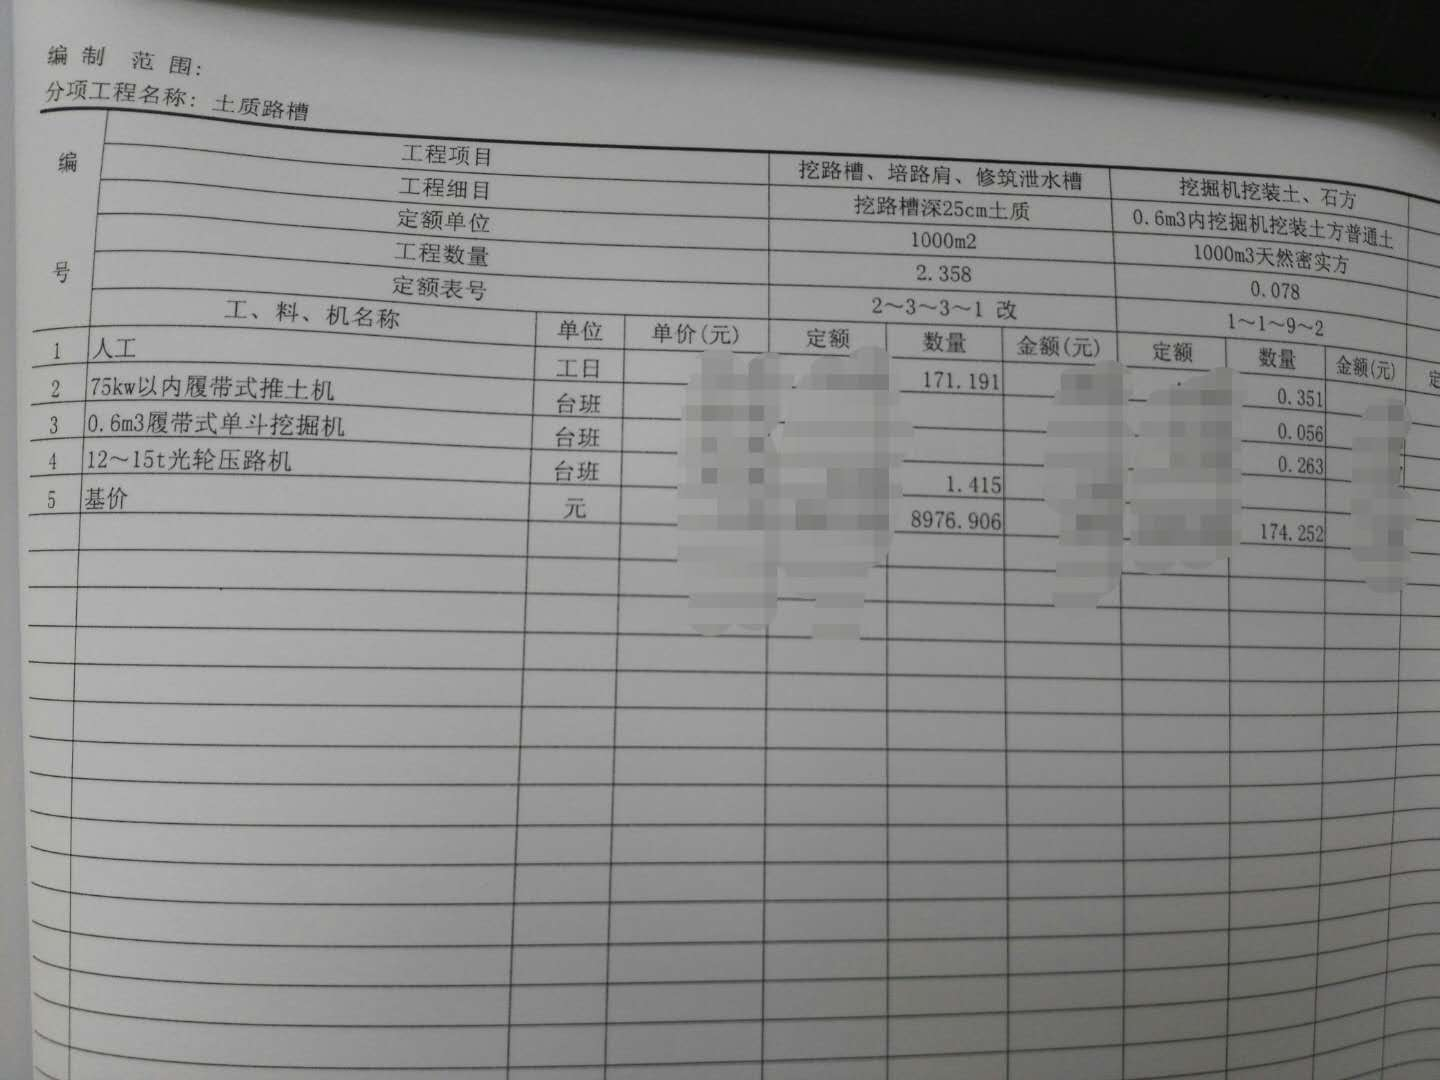 编 制 范 围:
分项工程名称: 土质路槽
编号
工程项目 挖路槽、培路肩、修筑泄水槽 挖掘机挖装土、石方
工程细目 挖路槽深25cm土质 0.6m3内挖掘机挖装土方普通土
定额单位 1000m2 1000m3天然密实方
工程数量 2.358 0.078
定额表号 2～3～3～1 改 1～1～9～2
工、料、机名称 单位 单价(元) 定额 数量 金额(元) 定额 数量 金额(元) 定
1 人工 工日 171.191 0.351
2 75kw以内履带式推土机 台班 0.056
3 0.6m3履带式单斗挖掘机 台班 0.263
4 12～15t光轮压路机 台班 1.415
5 基价 元 8976.906 174.252